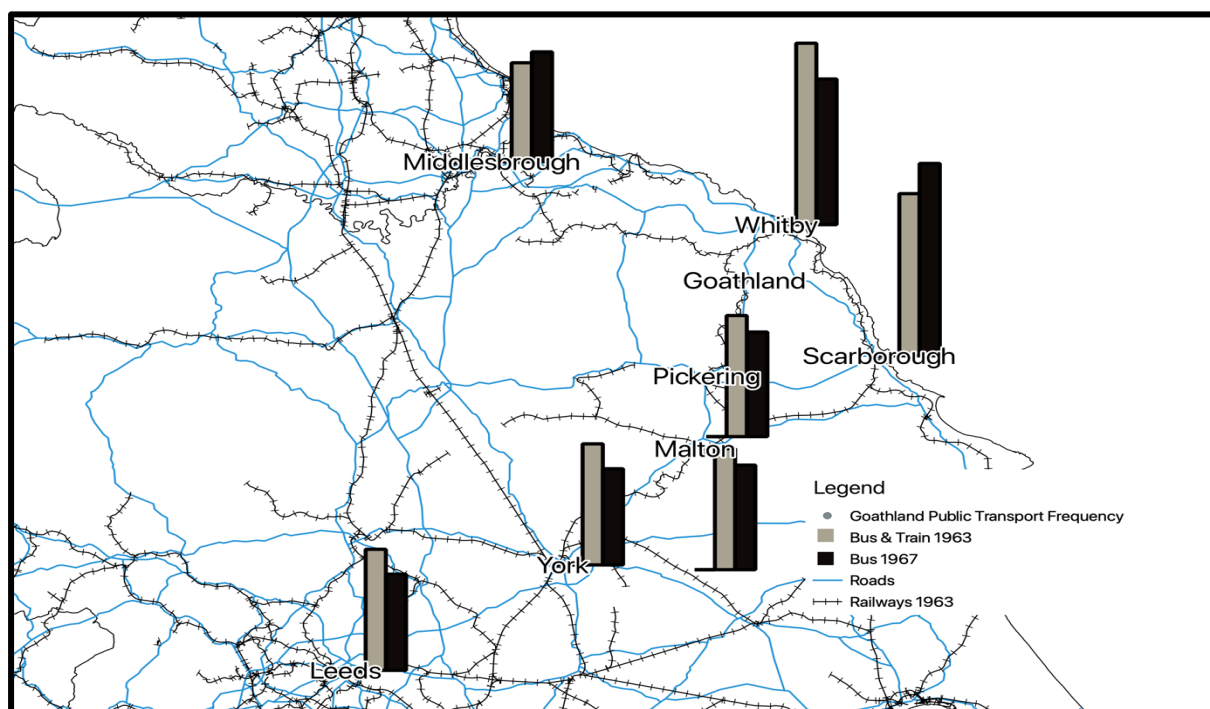 Middlesbrough
Whitby
Goathland
Scarborough
Pickering
Malton
York
Leeds
Legend
Goathland Public Transport Frequency
Bus & Train 1963
Bus 1967
Roads
Railways 1963